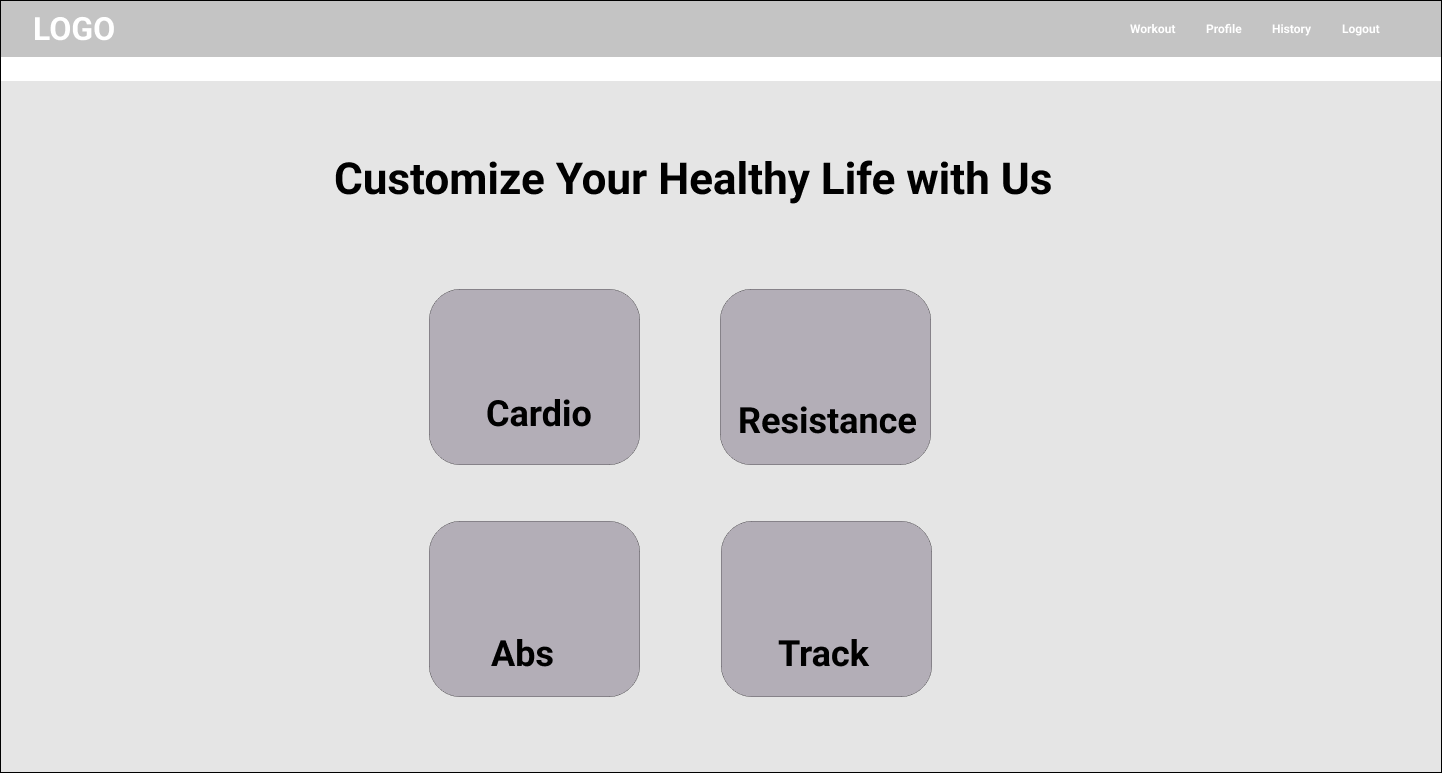 LOGO
Workout Profile History Logout
Customize Your Healthy Life with Us
Cardio
Resistance
Abs
Track